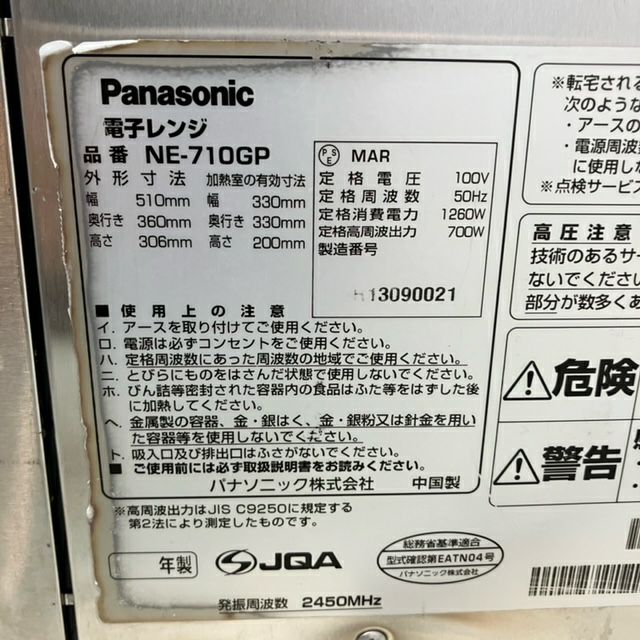 Panasonic
電子レンジ
品番 NE-710GP
外形寸法 加熱室の有効寸法
幅 510mm 幅 330mm
奥行き 360mm 奥行き 330mm
高さ 306mm 高さ 200mm
PSE MAR
定格電圧 100V
定格周波数 50Hz
定格消費電力 1260W
定格高周波出力 700W
製造番号
13090021
■使用上の注意
イ. アースを取り付けてご使用ください。
ロ. 電源は必ずコンセントをご使用ください。
ハ. 定格周波数にあった周波数の地域でご使用ください。
ニ. とびらにものをはさんだ状態で使用しないでください。
ホ. びん詰等密封された容器内の食品はふた等をはずした後
に加熱してください。
ヘ. 金属製の容器、金・銀はく、金・銀粉又は針金を用い
た容器等を使用しないでください。
ト. 吸入口及び排出口はふさがないでください。
■ご使用前には必ず取扱説明書をお読みください。
パナソニック株式会社 中国製
※高周波出力はJIS C9250に規定する
第2法により測定したものです。
年製
JQA
総務省基準適合
型式確認第EATN04号
パナソニック株式会社
発振周波数 2450MHz
※転宅される
次のような
・アースの
・電源周波数
に使用し
※点検サービ
高圧注意
技術のあるサー
ないでください
部分が数多くあ
危険
警告